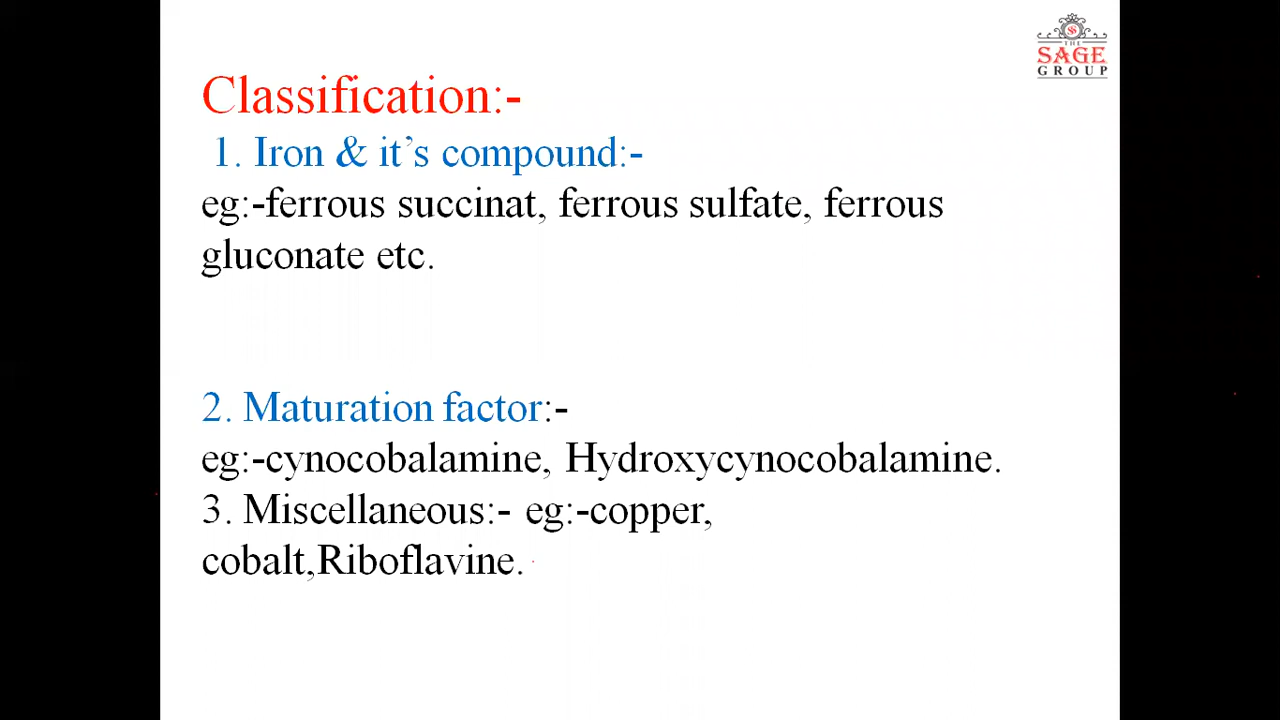 THE
SAGE
GROUP
Classification:-
1. Iron & it’s compound:-
eg:-ferrous succinat, ferrous sulfate, ferrous
gluconate etc.
2. Maturation factor:-
eg:-cynocobalamine, Hydroxycynocobalamine.
3. Miscellaneous:- eg:-copper,
cobalt,Riboflavine.